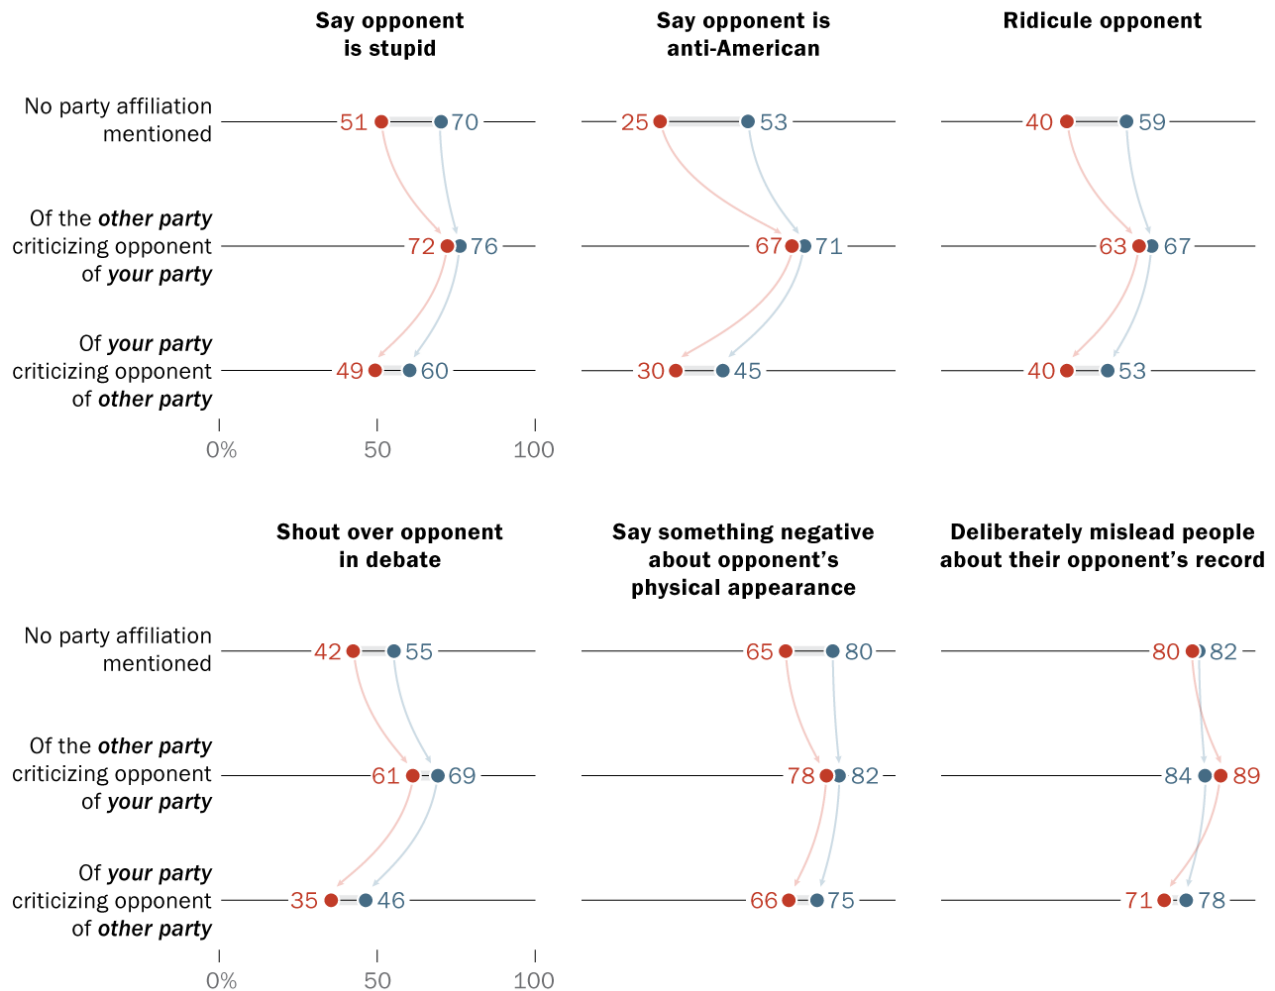 Say opponent
is stupid
Say opponent is
anti-American
Ridicule opponent
No party affiliation
mentioned
51
70
25
53
40
59
Of the other party
criticizing opponent
of your party
72
76
67
71
63
67
Of your party
criticizing opponent
of other party
49
60
30
45
40
53
0%
50
100
Shout over opponent
in debate
Say something negative
about opponent's
physical appearance
Deliberately mislead people
about their opponent's record
No party affiliation
mentioned
42
55
65
80
80
82
Of the other party
criticizing opponent
of your party
61
69
78
82
84
89
Of your party
criticizing opponent
of other party
35
46
66
75
71
78
0%
50
100